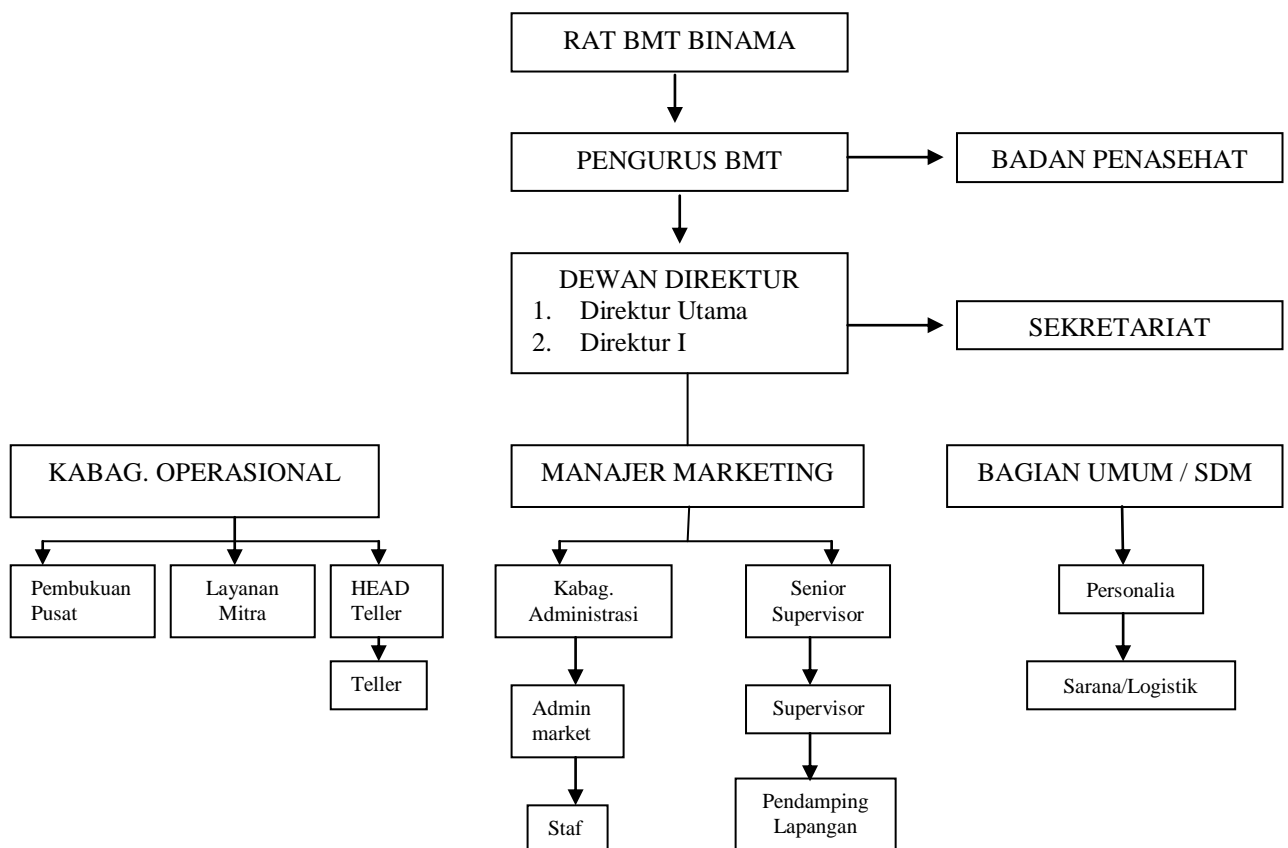 RAT BMT BINAMA
PENGURUS BMT
BADAN PENASEHAT
DEWAN DIREKTUR
1. Direktur Utama
2. Direktur I
SEKRETARIAT
KABAG. OPERASIONAL
MANAJER MARKETING
BAGIAN UMUM / SDM
Pembukuan
Pusat
Layanan
Mitra
HEAD
Teller
Kabag.
Administrasi
Senior
Supervisor
Personalia
Teller
Admin
market
Supervisor
Sarana/Logistik
Staf
Pendamping
Lapangan